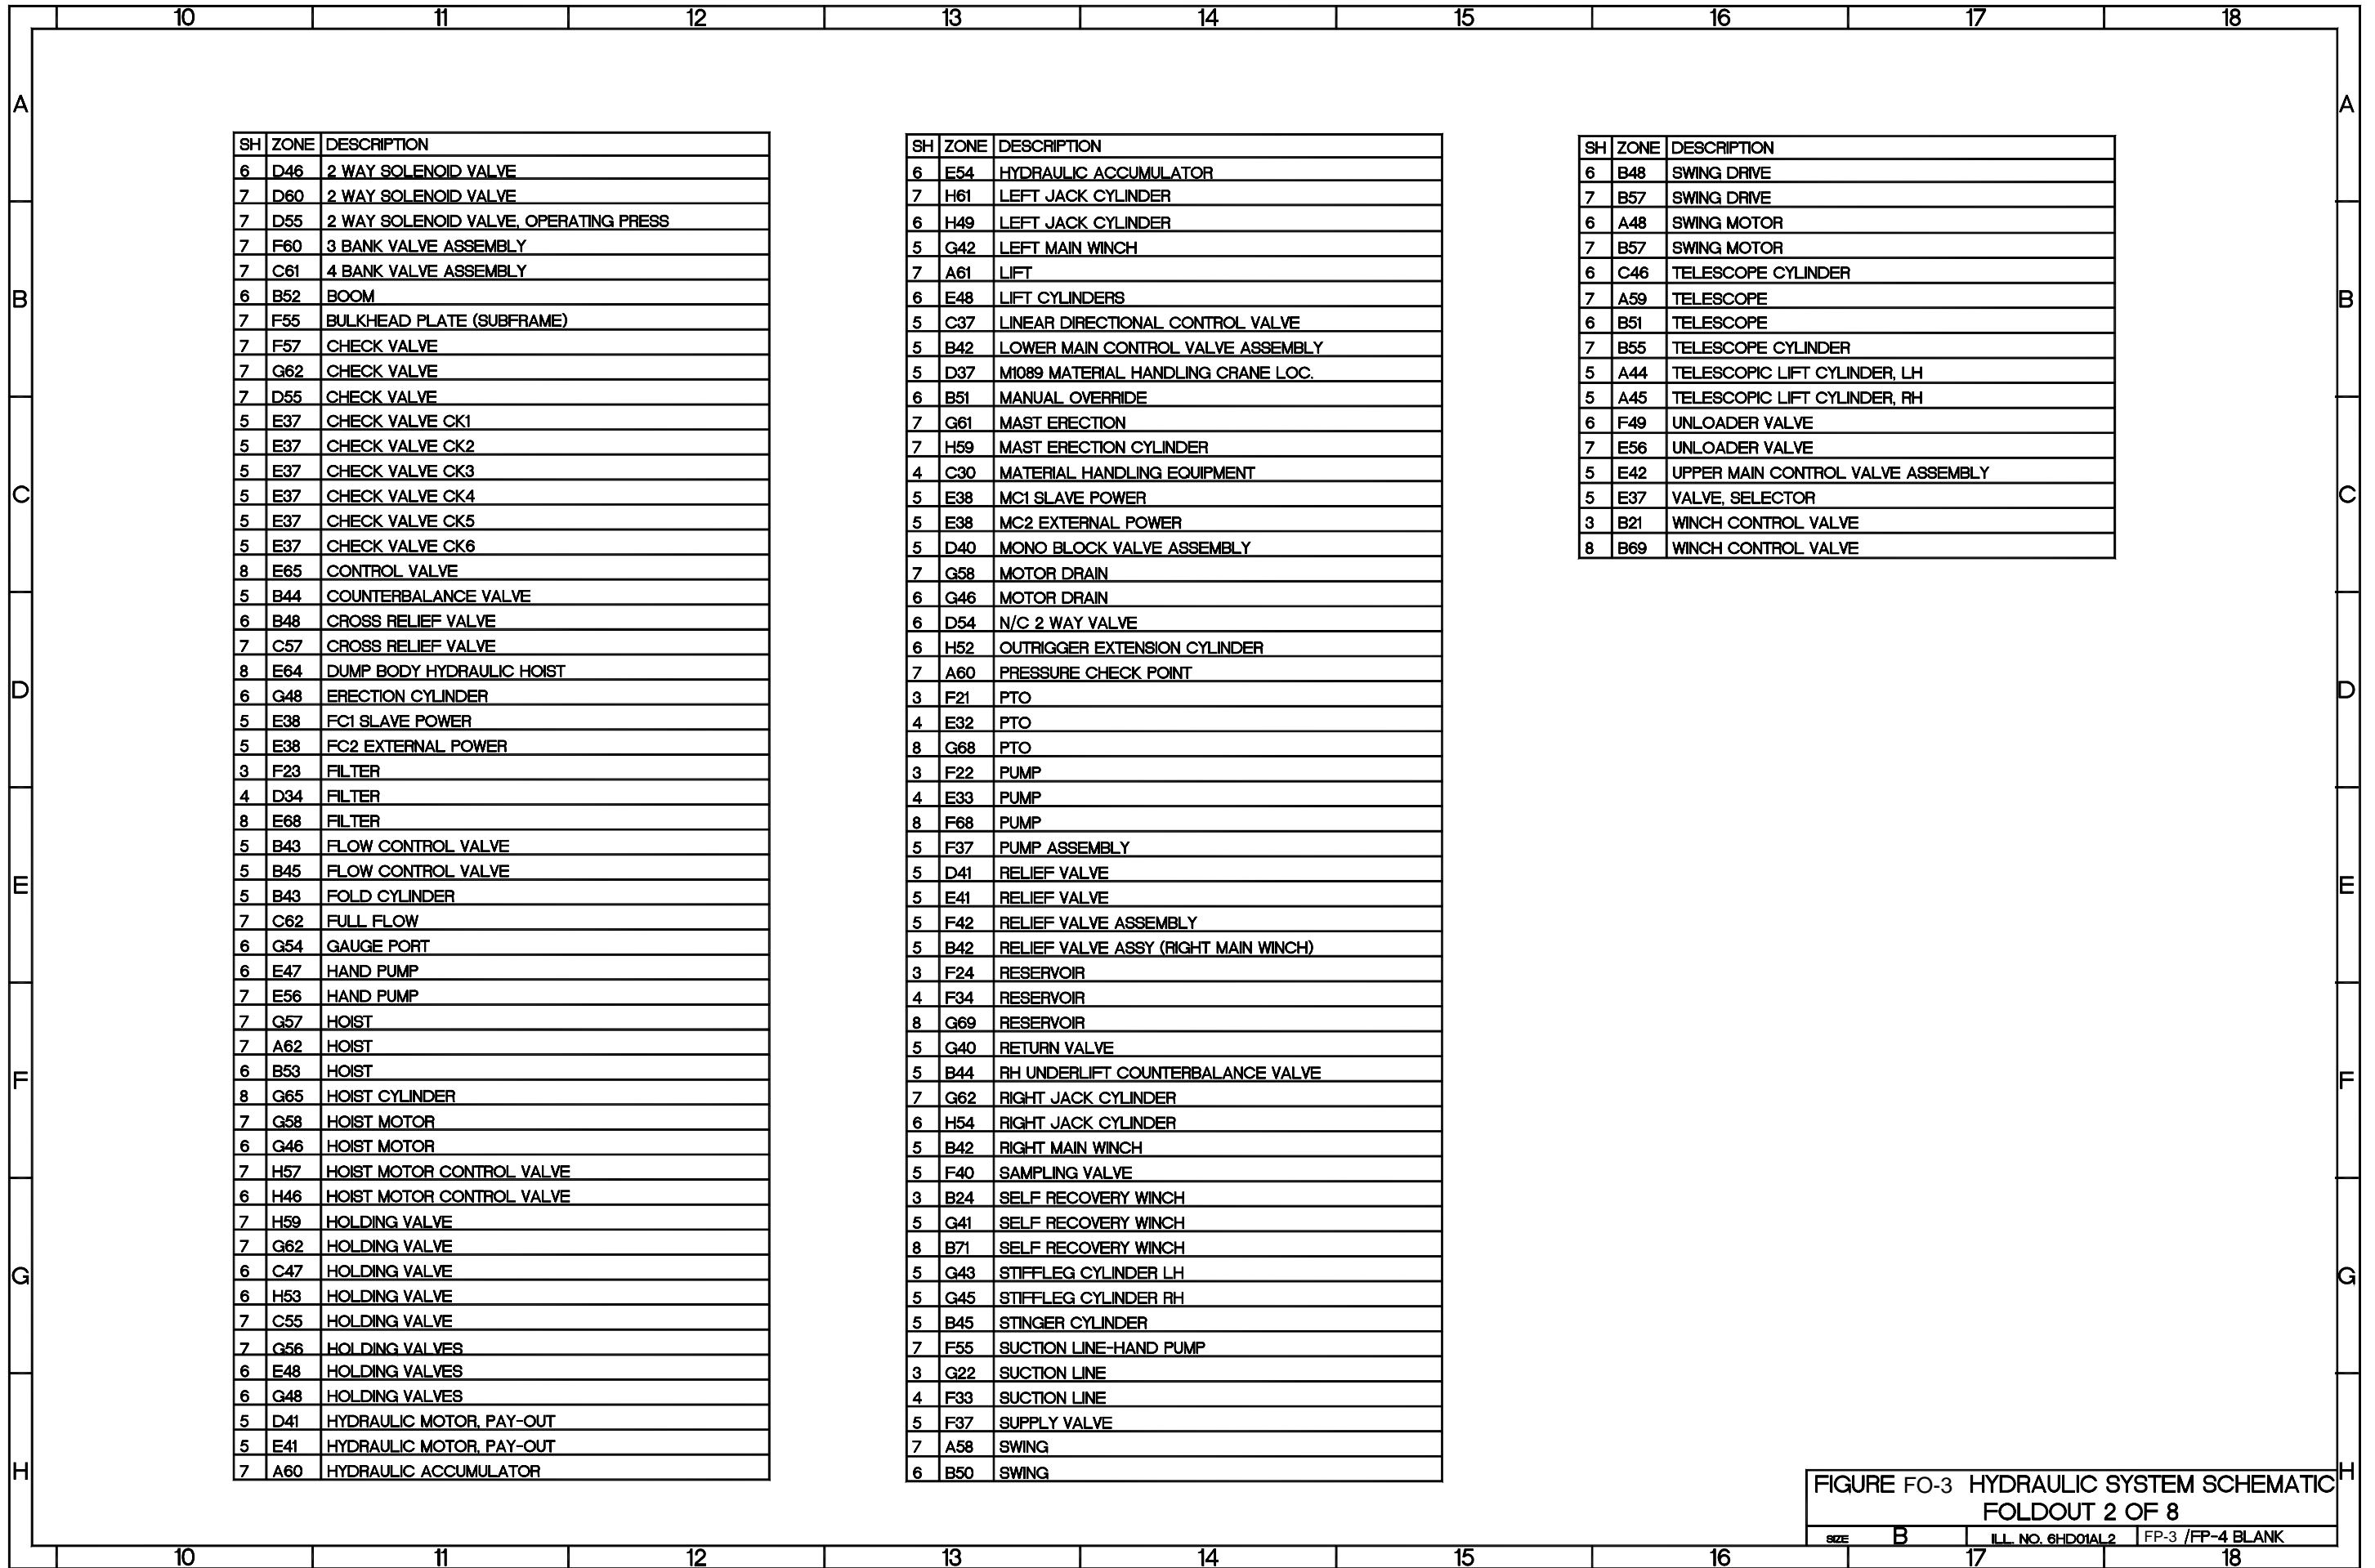 10 11 12 13 14 15 16 17 18
A A
B B
C C
D D
E E
F F
G G
H H
SH ZONE DESCRIPTION
6 D46 2 WAY SOLENOID VALVE
7 D60 2 WAY SOLENOID VALVE
7 D55 2 WAY SOLENOID VALVE, OPERATING PRESS
7 F60 3 BANK VALVE ASSEMBLY
7 C61 4 BANK VALVE ASSEMBLY
6 B52 BOOM
7 F55 BULKHEAD PLATE (SUBFRAME)
7 F57 CHECK VALVE
7 G62 CHECK VALVE
7 D55 CHECK VALVE
5 E37 CHECK VALVE CK1
5 E37 CHECK VALVE CK2
5 E37 CHECK VALVE CK3
5 E37 CHECK VALVE CK4
5 E37 CHECK VALVE CK5
5 E37 CHECK VALVE CK6
8 E65 CONTROL VALVE
5 B44 COUNTERBALANCE VALVE
6 B48 CROSS RELIEF VALVE
7 C57 CROSS RELIEF VALVE
8 E64 DUMP BODY HYDRAULIC HOIST
6 G48 ERECTION CYLINDER
5 E38 FC1 SLAVE POWER
5 E38 FC2 EXTERNAL POWER
3 F23 FILTER
4 D34 FILTER
8 E68 FILTER
5 B43 FLOW CONTROL VALVE
5 B45 FLOW CONTROL VALVE
5 B43 FOLD CYLINDER
7 C62 FULL FLOW
6 G54 GAUGE PORT
6 E47 HAND PUMP
7 E56 HAND PUMP
7 G57 HOIST
7 A62 HOIST
6 B53 HOIST
8 G65 HOIST CYLINDER
7 G58 HOIST MOTOR
6 G46 HOIST MOTOR
7 H57 HOIST MOTOR CONTROL VALVE
6 H46 HOIST MOTOR CONTROL VALVE
7 H59 HOLDING VALVE
7 G62 HOLDING VALVE
6 C47 HOLDING VALVE
6 H53 HOLDING VALVE
7 C55 HOLDING VALVE
7 G56 HOLDING VALVES
6 E48 HOLDING VALVES
6 G48 HOLDING VALVES
5 D41 HYDRAULIC MOTOR, PAY-OUT
5 E41 HYDRAULIC MOTOR, PAY-OUT
7 A60 HYDRAULIC ACCUMULATOR
SH ZONE DESCRIPTION
6 E54 HYDRAULIC ACCUMULATOR
7 H61 LEFT JACK CYLINDER
6 H49 LEFT JACK CYLINDER
5 G42 LEFT MAIN WINCH
7 A61 LIFT
6 E48 LIFT CYLINDERS
5 C37 LINEAR DIRECTIONAL CONTROL VALVE
5 B42 LOWER MAIN CONTROL VALVE ASSEMBLY
5 D37 M1089 MATERIAL HANDLING CRANE LOC.
6 B51 MANUAL OVERRIDE
7 G61 MAST ERECTION
7 H59 MAST ERECTION CYLINDER
4 C30 MATERIAL HANDLING EQUIPMENT
5 E38 MC1 SLAVE POWER
5 E38 MC2 EXTERNAL POWER
5 D40 MONO BLOCK VALVE ASSEMBLY
7 G58 MOTOR DRAIN
6 G46 MOTOR DRAIN
6 D54 N/C 2 WAY VALVE
6 H52 OUTRIGGER EXTENSION CYLINDER
7 A60 PRESSURE CHECK POINT
3 F21 PTO
4 E32 PTO
8 G68 PTO
3 F22 PUMP
4 E33 PUMP
8 F68 PUMP
5 F37 PUMP ASSEMBLY
5 D41 RELIEF VALVE
5 E41 RELIEF VALVE
5 F42 RELIEF VALVE ASSEMBLY
5 B42 RELIEF VALVE ASSY (RIGHT MAIN WINCH)
3 F24 RESERVOIR
4 F34 RESERVOIR
8 G69 RESERVOIR
5 G40 RETURN VALVE
5 B44 RH UNDERLIFT COUNTERBALANCE VALVE
7 G62 RIGHT JACK CYLINDER
6 H54 RIGHT JACK CYLINDER
5 B42 RIGHT MAIN WINCH
5 F40 SAMPLING VALVE
3 B24 SELF RECOVERY WINCH
5 G41 SELF RECOVERY WINCH
8 B71 SELF RECOVERY WINCH
5 G43 STIFFLEG CYLINDER LH
5 G45 STIFFLEG CYLINDER RH
5 B45 STINGER CYLINDER
7 F55 SUCTION LINE-HAND PUMP
3 G22 SUCTION LINE
4 F33 SUCTION LINE
5 F37 SUPPLY VALVE
7 A58 SWING
6 B50 SWING
SH ZONE DESCRIPTION
6 B48 SWING DRIVE
7 B57 SWING DRIVE
6 A48 SWING MOTOR
7 B57 SWING MOTOR
6 C46 TELESCOPE CYLINDER
7 A59 TELESCOPE
6 B51 TELESCOPE
7 B55 TELESCOPE CYLINDER
5 A44 TELESCOPIC LIFT CYLINDER, LH
5 A45 TELESCOPIC LIFT CYLINDER, RH
6 F49 UNLOADER VALVE
7 E56 UNLOADER VALVE
5 E42 UPPER MAIN CONTROL VALVE ASSEMBLY
5 E37 VALVE, SELECTOR
3 B21 WINCH CONTROL VALVE
8 B69 WINCH CONTROL VALVE
FIGURE FO-3 HYDRAULIC SYSTEM SCHEMATIC
FOLDOUT 2 OF 8
SIZE B ILL. NO. 6HD01AL2 FP-3 /FP-4 BLANK
10 11 12 13 14 15 16 17 18